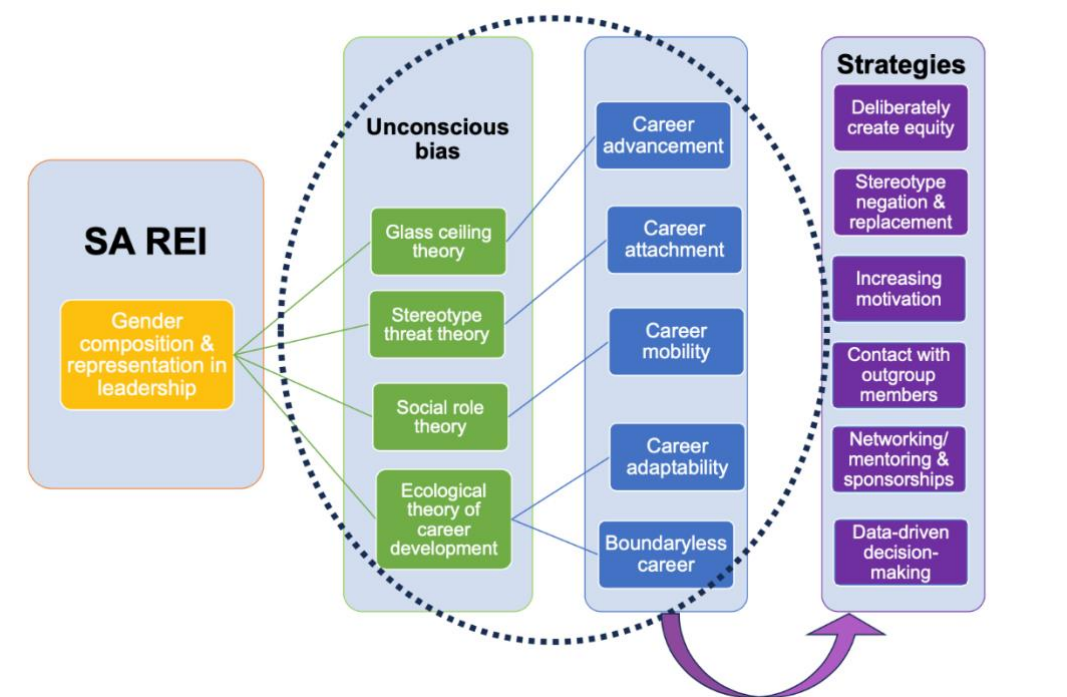 SA REI
Gender
composition &
representation in
leadership
Unconscious
bias
Glass ceiling
theory
Stereotype
threat theory
Social role
theory
Ecological
theory of
career
development
Career
advancement
Career
attachment
Career
mobility
Career
adaptability
Boundaryless
career
Strategies
Deliberately
create equity
Stereotype
negation &
replacement
Increasing
motivation
Contact with
outgroup
members
Networking/
mentoring &
sponsorships
Data-driven
decision-
making